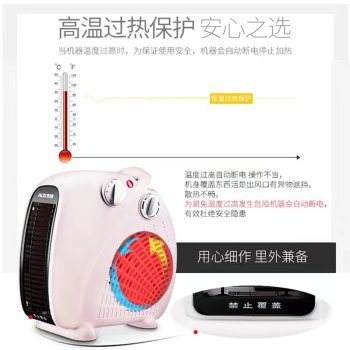 高温过热保护 安心之选
当机器温度过高时，为保证使用安全，机器会自动断电停止加热
°C °F
恒温过热保护
温度过高自动断电 操作不当，
机身覆盖东西活是出风口有异物遮挡，
散热不畅。
为避免温度过高发生危险机器会自动断电，
有效杜绝安全隐患
用心细作 里外兼备
禁止覆盖